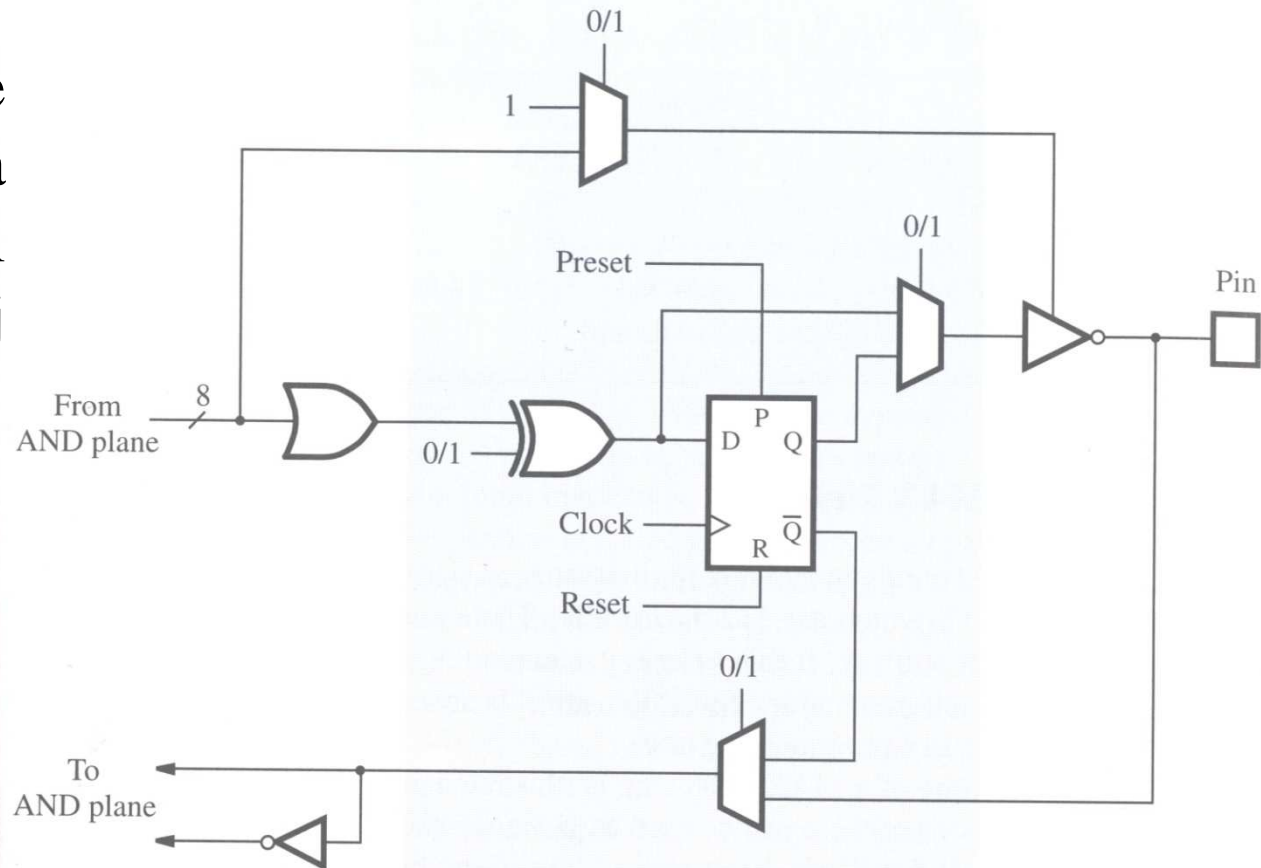 0/1
e
a
1
0/1
Preset
Pin
8
From
AND plane
0/1
P
D
Q
Clock
Q̅
R
Reset
0/1
To
AND plane